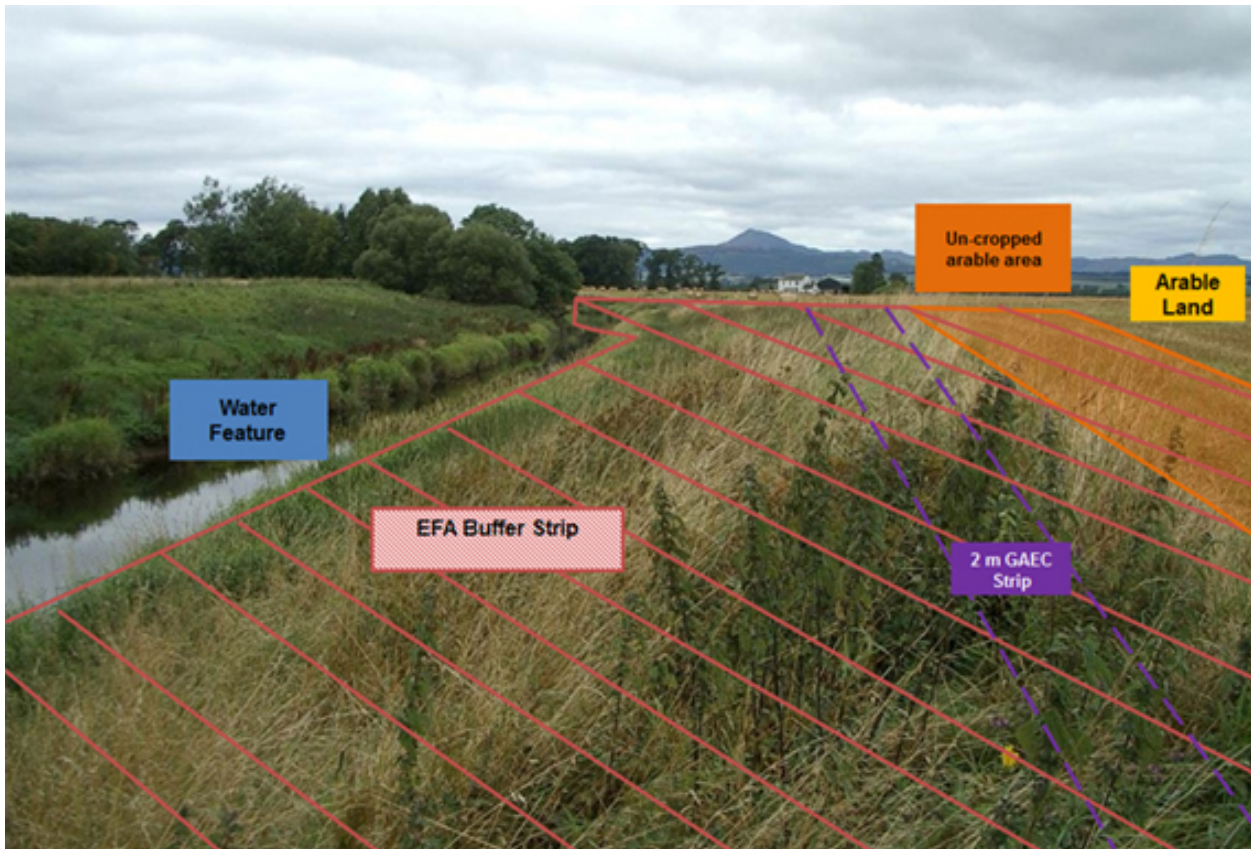 Un-cropped
arable area
Arable
Land
Water
Feature
EFA Buffer Strip
2 m GAEC
Strip